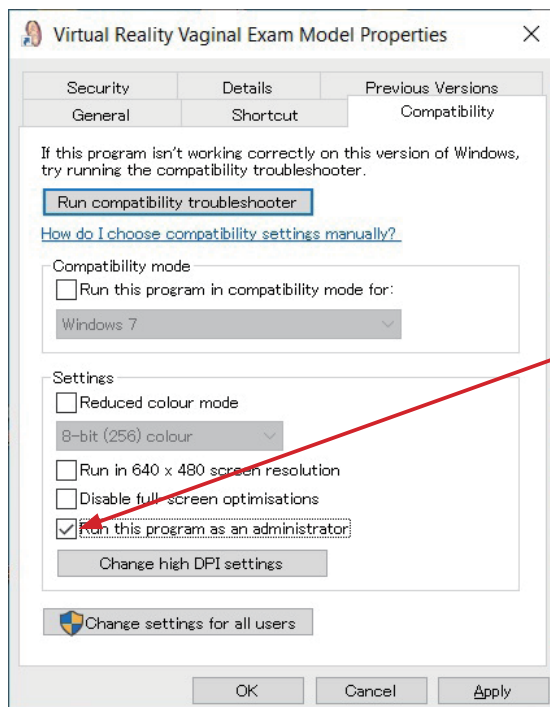 Virtual Reality Vaginal Exam Model Properties
Security Details Previous Versions
General Shortcut Compatibility
If this program isn't working correctly on this version of Windows,
try running the compatibility troubleshooter.
Run compatibility troubleshooter
How do I choose compatibility settings manually?
Compatibility mode
Run this program in compatibility mode for:
Windows 7
Settings
Reduced colour mode
8-bit (256) colour
Run in 640 x 480 screen resolution
Disable full-screen optimisations
Run this program as an administrator
Change high DPI settings
Change settings for all users
OK Cancel Apply